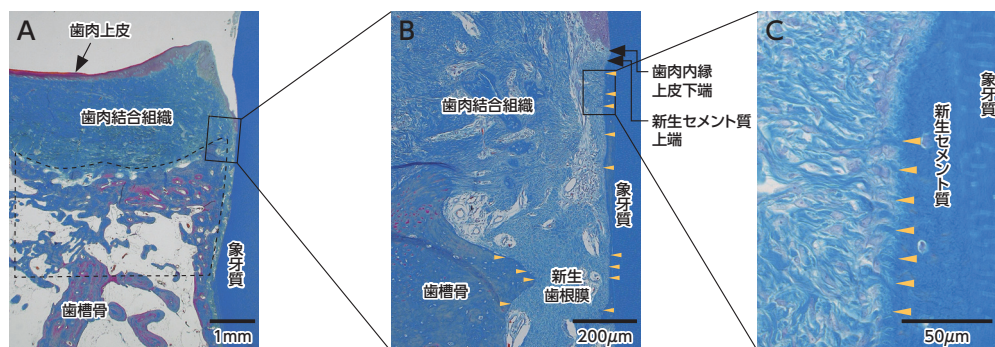 A
歯肉上皮
歯肉結合組織
象牙質
歯槽骨
1mm
B
歯肉結合組織
歯肉内縁
上皮下端
新生セメント質
上端
象牙質
歯槽骨
新生
歯根膜
200μm
C
象牙質
新生セメント質
50μm